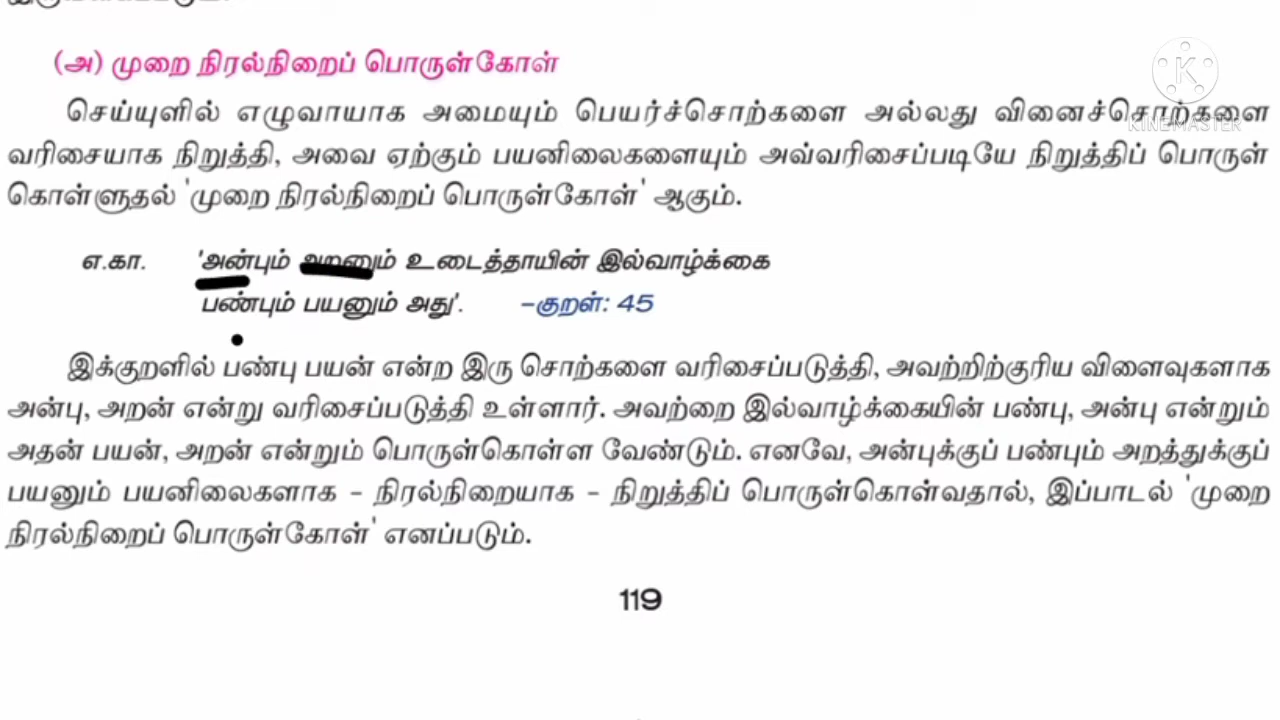 (அ) முறை நிரல்நிறைப் பொருள்கோள்
K
KINEMASTER
செய்யுளில் எழுவாயாக அமையும் பெயர்ச்சொற்களை அல்லது வினைச்சொற்களை
வரிசையாக நிறுத்தி, அவை ஏற்கும் பயனிலைகளையும் அவ்வரிசைப்படியே நிறுத்திப் பொருள்
கொள்ளுதல் 'முறை நிரல்நிறைப் பொருள்கோள்' ஆகும்.
எ.கா. 'அன்பும் அறனும் உடைத்தாயின் இல்வாழ்க்கை
பண்பும் பயனும் அது'. –குறள்: 45
இக்குறளில் பண்பு பயன் என்ற இரு சொற்களை வரிசைப்படுத்தி, அவற்றிற்குரிய விளைவுகளாக
அன்பு, அறன் என்று வரிசைப்படுத்தி உள்ளார். அவற்றை இல்வாழ்க்கையின் பண்பு, அன்பு என்றும்
அதன் பயன், அறன் என்றும் பொருள்கொள்ள வேண்டும். எனவே, அன்புக்குப் பண்பும் அறத்துக்குப்
பயனும் பயனிலைகளாக – நிரல்நிறையாக – நிறுத்திப் பொருள்கொள்வதால், இப்பாடல் 'முறை
நிரல்நிறைப் பொருள்கோள்' எனப்படும்.
119